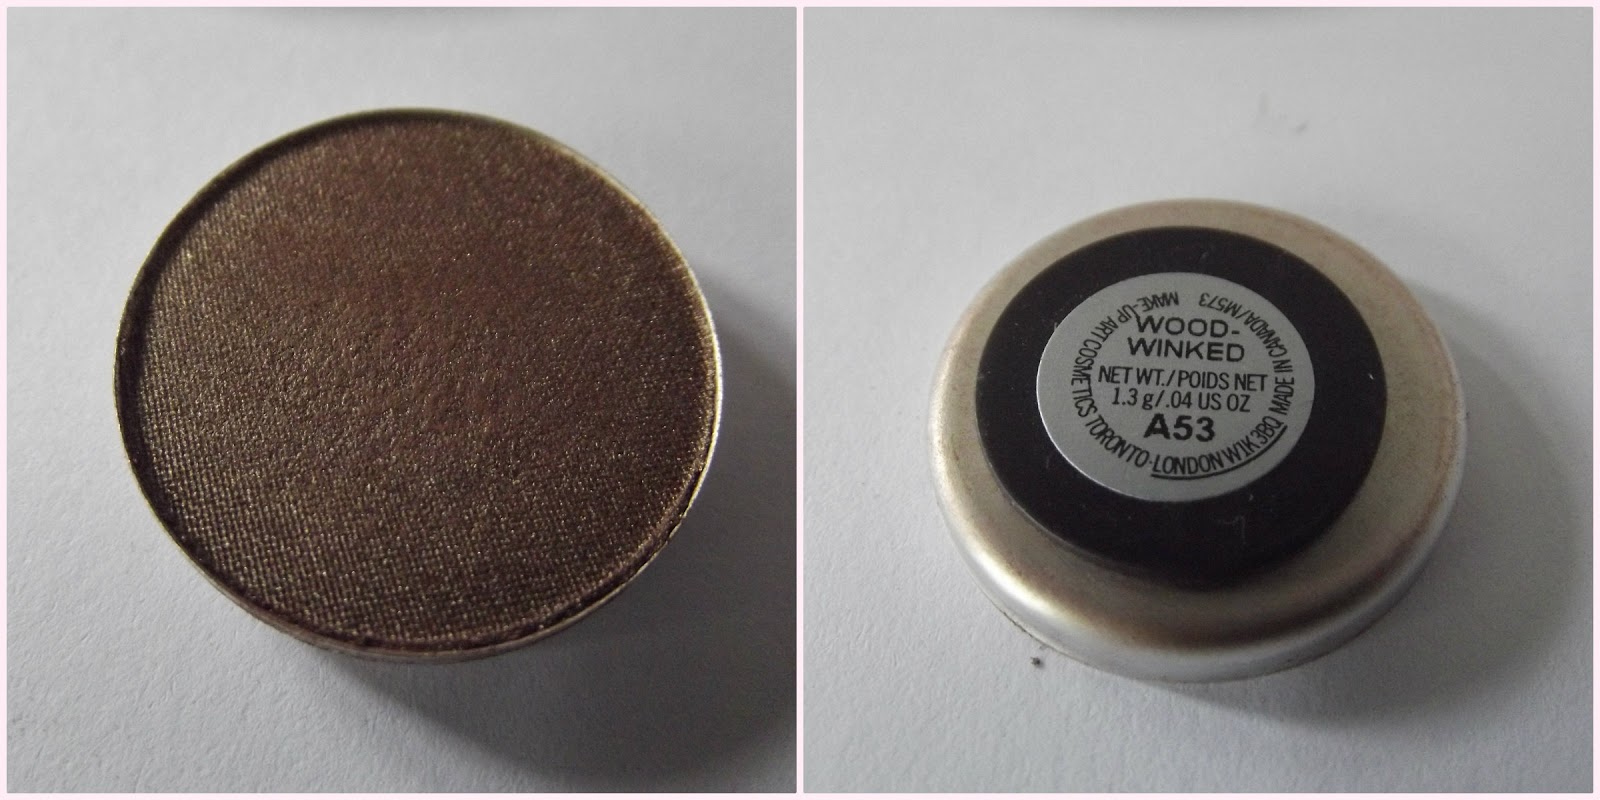 WOOD-
WINKED
NET WT./POIDS NET
1.3 g/.04 US OZ
A53
MAKE-UP ART COSMETICS TORONTO·LONDON W1K 3BQ MADE IN CANADA/M573